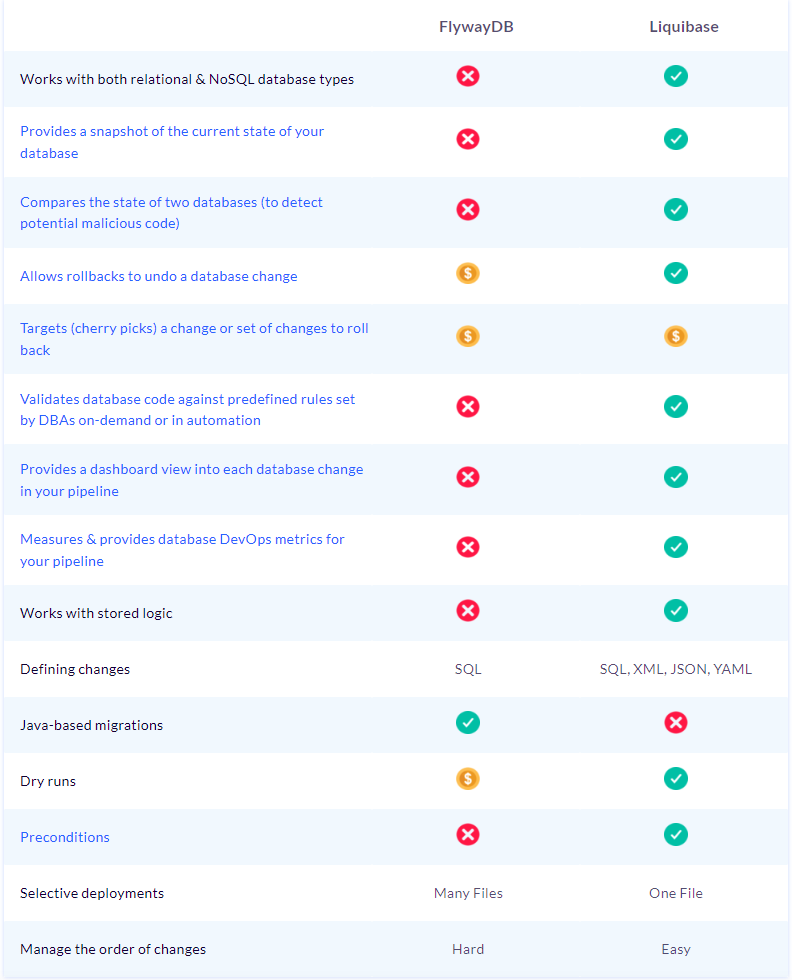 FlywayDB Liquibase
Works with both relational & NoSQL database types
Provides a snapshot of the current state of your
database
Compares the state of two databases (to detect
potential malicious code)
Allows rollbacks to undo a database change
$
Targets (cherry picks) a change or set of changes to roll
back
$ $
Validates database code against predefined rules set
by DBAs on-demand or in automation
Provides a dashboard view into each database change
in your pipeline
Measures & provides database DevOps metrics for
your pipeline
Works with stored logic
Defining changes SQL SQL, XML, JSON, YAML
Java-based migrations
Dry runs $
Preconditions
Selective deployments Many Files One File
Manage the order of changes Hard Easy